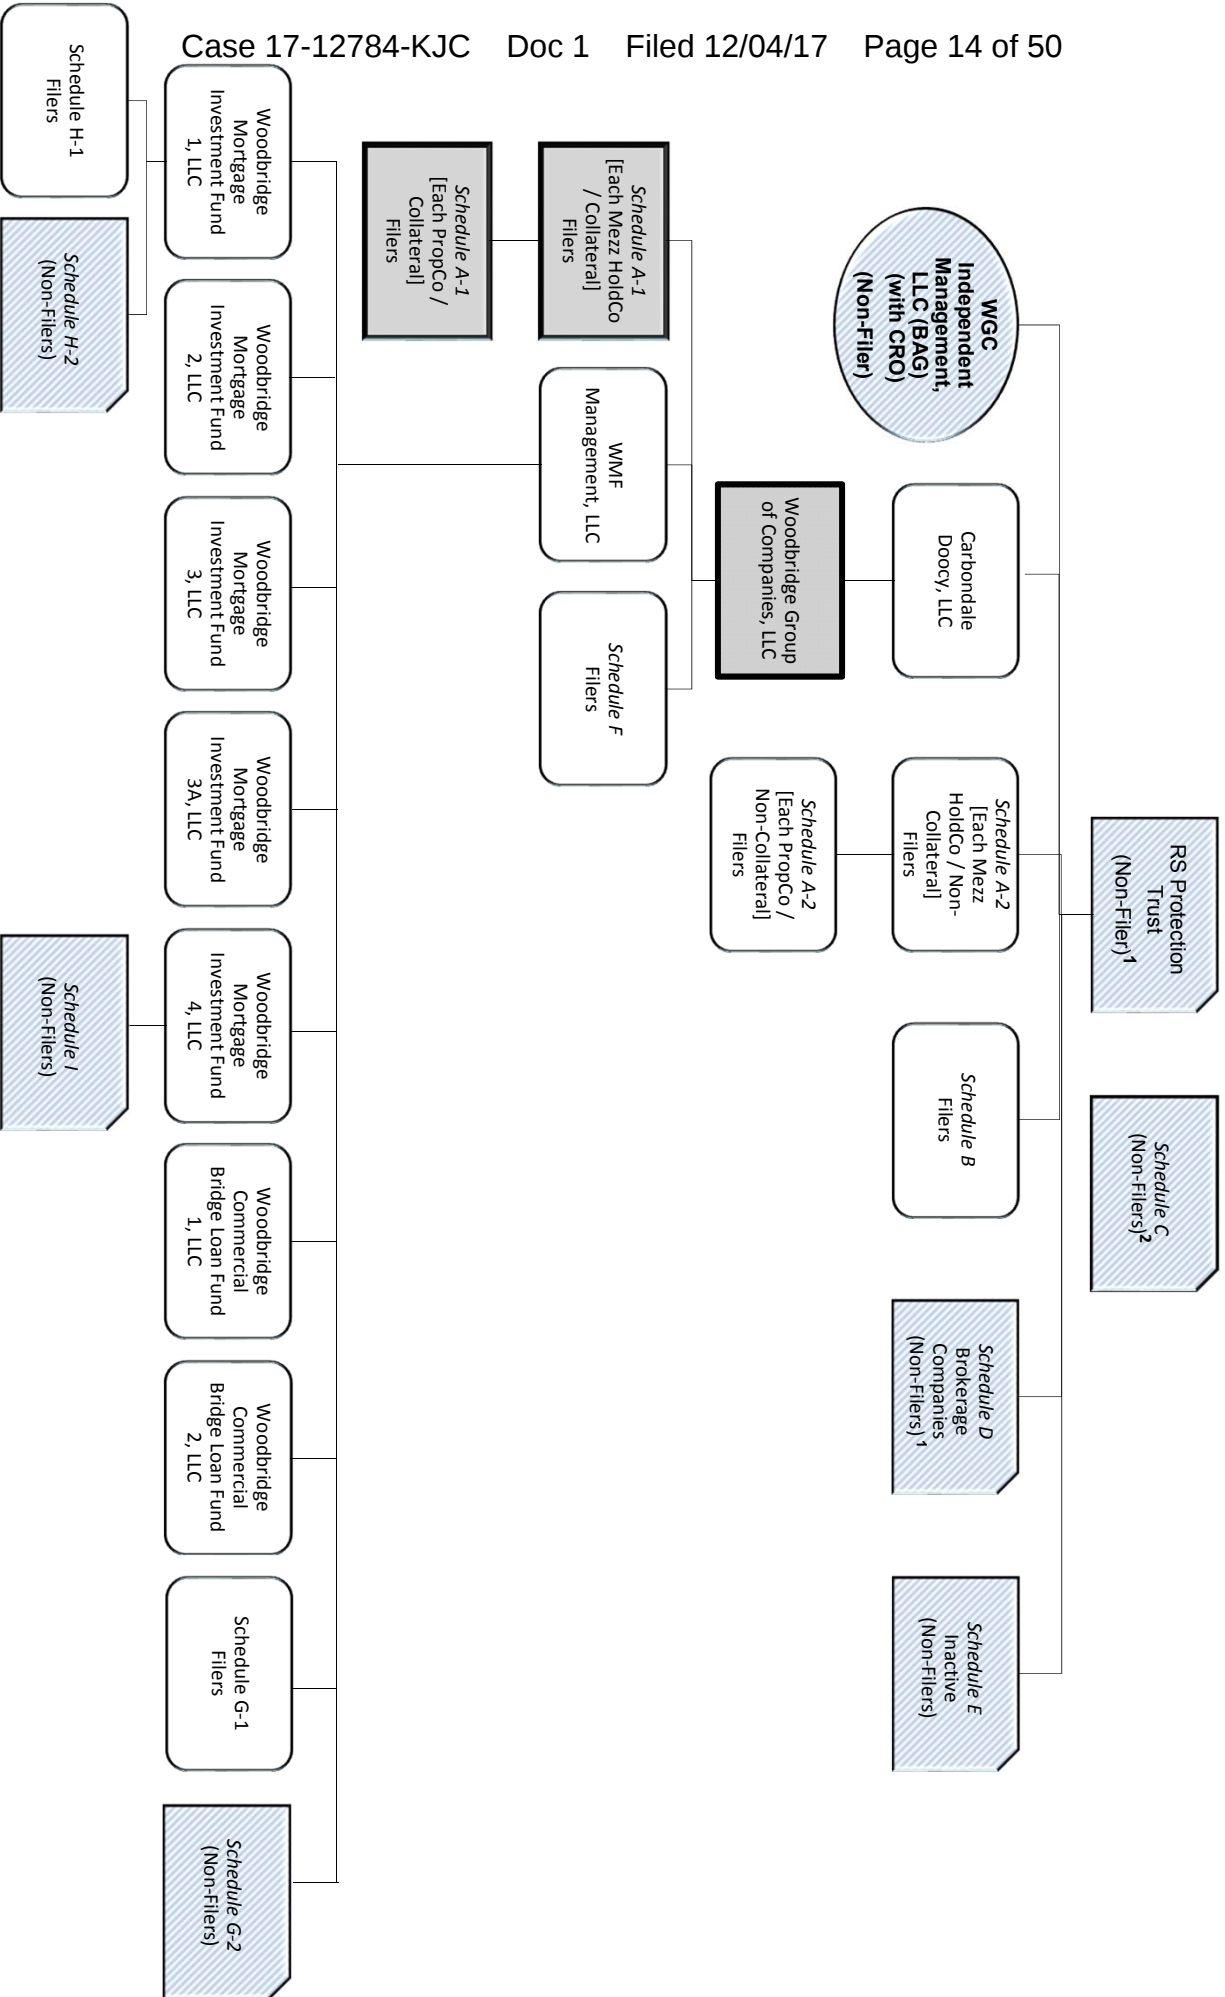 Case 17-12784-KJC Doc 1 Filed 12/04/17 Page 14 of 50
RS Protection
Trust
(Non-Filer)1
Schedule C
(Non-Filers)2
WGC
Independent
Management,
LLC (BAG)
(with CRO)
(Non-Filer)
Carbondale
Doocy, LLC
Schedule A-2
[Each Mezz
HoldCo / Non-
Collateral]
Filers
Schedule B
Filers
Schedule D
Brokerage
Companies
(Non-Filers) 1
Schedule E
Inactive
(Non-Filers)
Woodbridge Group
of Companies, LLC
Schedule A-2
[Each PropCo /
Non-Collateral]
Filers
Schedule A-1
[Each Mezz HoldCo
/ Collateral]
Filers
WMF
Management, LLC
Schedule F
Filers
Schedule A-1
[Each PropCo /
Collateral]
Filers
Woodbridge
Mortgage
Investment Fund
1, LLC
Woodbridge
Mortgage
Investment Fund
2, LLC
Woodbridge
Mortgage
Investment Fund
3, LLC
Woodbridge
Mortgage
Investment Fund
3A, LLC
Woodbridge
Mortgage
Investment Fund
4, LLC
Woodbridge
Commercial
Bridge Loan Fund
1, LLC
Woodbridge
Commercial
Bridge Loan Fund
2, LLC
Schedule G-1
Filers
Schedule G-2
(Non-Filers)
Schedule H-1
Filers
Schedule H-2
(Non-Filers)
Schedule I
(Non-Filers)